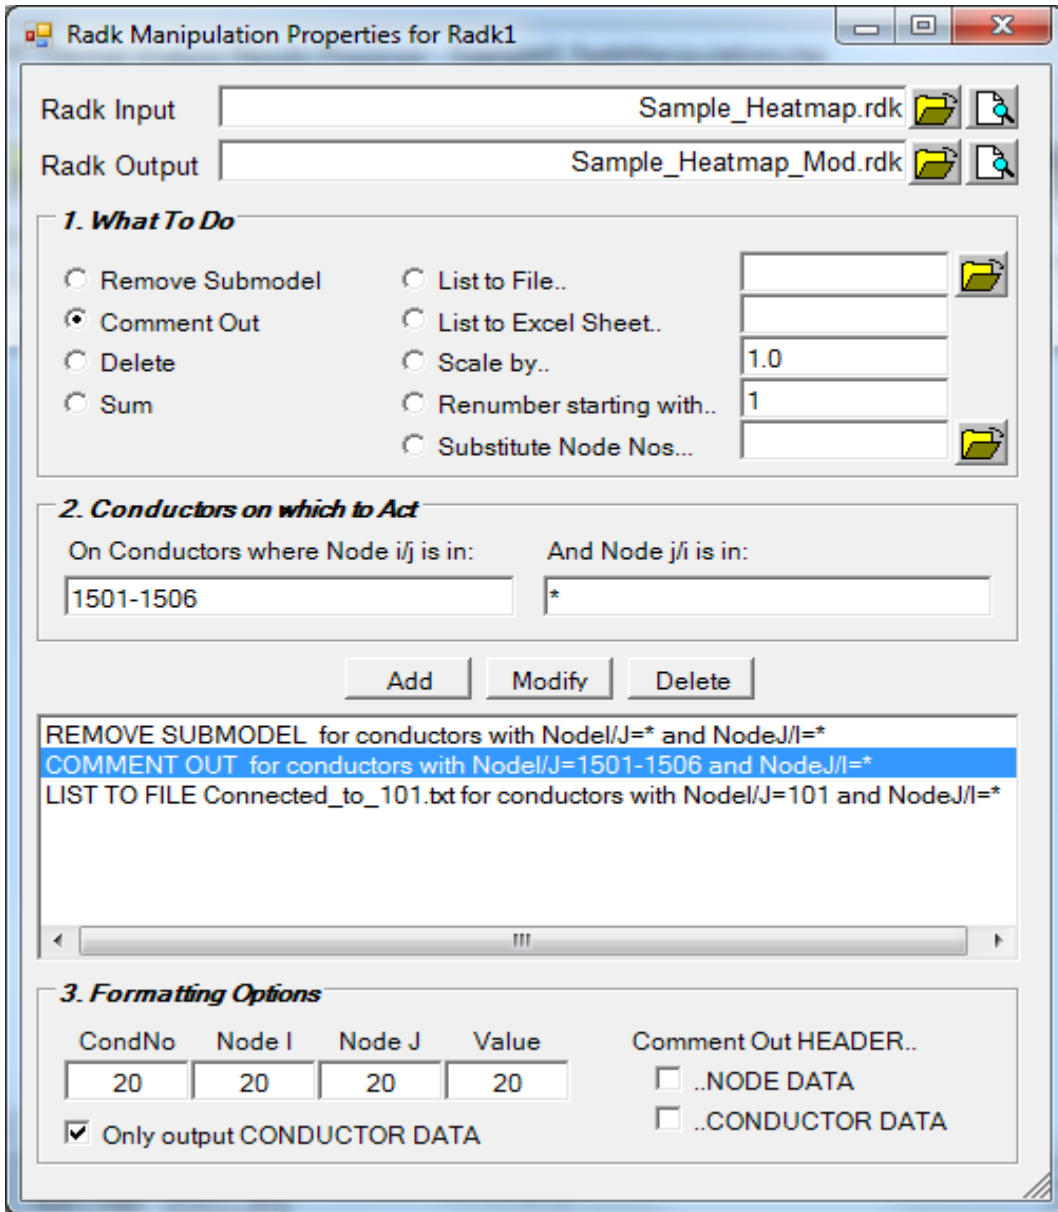 Radk Manipulation Properties for Radk1
Radk Input Sample_Heatmap.rdk
Radk Output Sample_Heatmap_Mod.rdk
1. What To Do
Remove Submodel List to File..
Comment Out List to Excel Sheet..
Delete Scale by.. 1.0
Sum Renumber starting with.. 1
Substitute Node Nos...
2. Conductors on which to Act
On Conductors where Node i/j is in: And Node j/i is in:
1501-1506 *
Add Modify Delete
REMOVE SUBMODEL for conductors with NodeI/J=* and NodeJ/I=*
COMMENT OUT for conductors with NodeI/J=1501-1506 and NodeJ/I=*
LIST TO FILE Connected_to_101.txt for conductors with NodeI/J=101 and NodeJ/I=*
3. Formatting Options
CondNo Node I Node J Value Comment Out HEADER..
20 20 20 20 ..NODE DATA
Only output CONDUCTOR DATA ..CONDUCTOR DATA